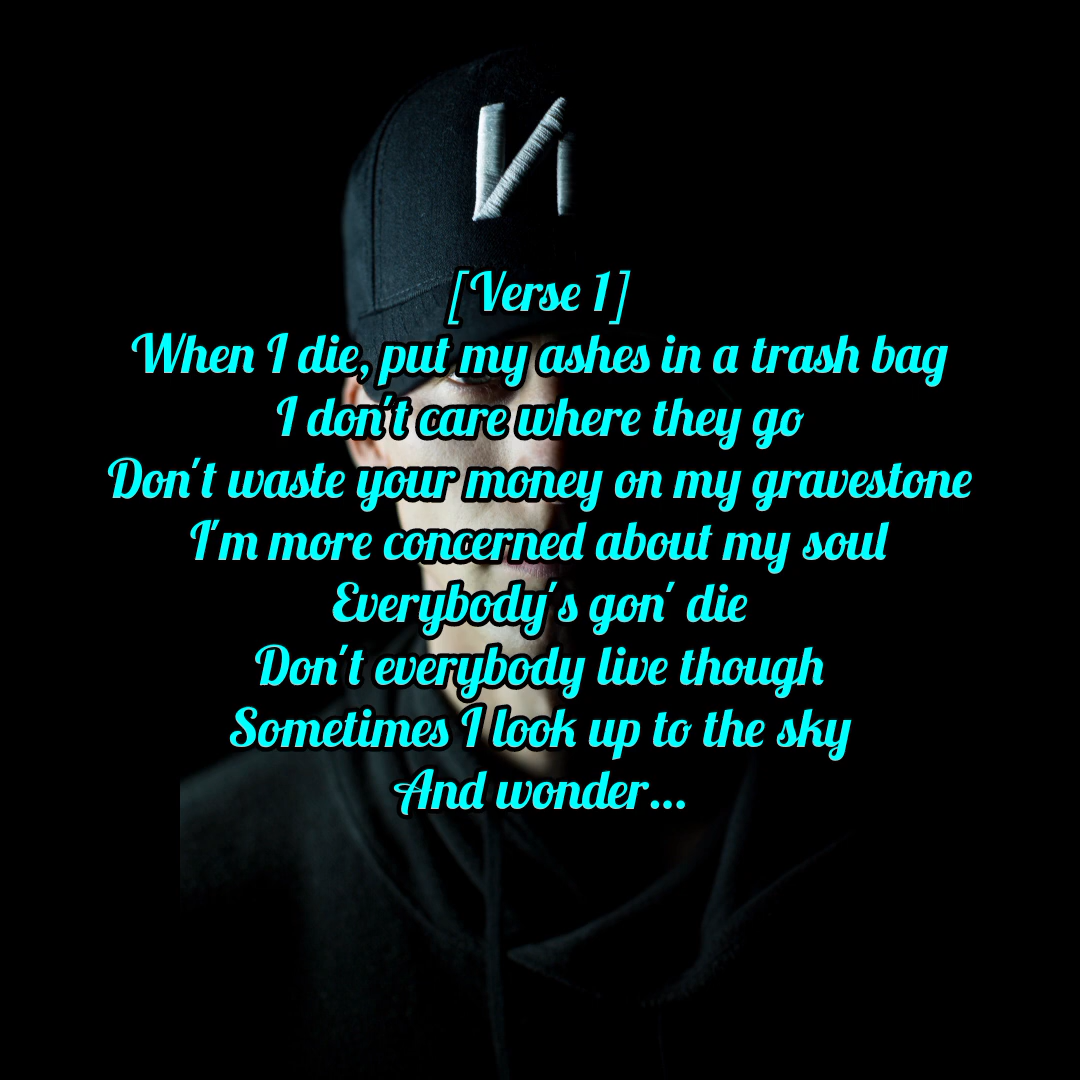 [Verse 1]
When I die, put my ashes in a trash bag
I don't care where they go
Don't waste your money on my gravestone
I'm more concerned about my soul
Everybody's gon' die
Don't everybody live though
Sometimes I look up to the sky
And wonder...